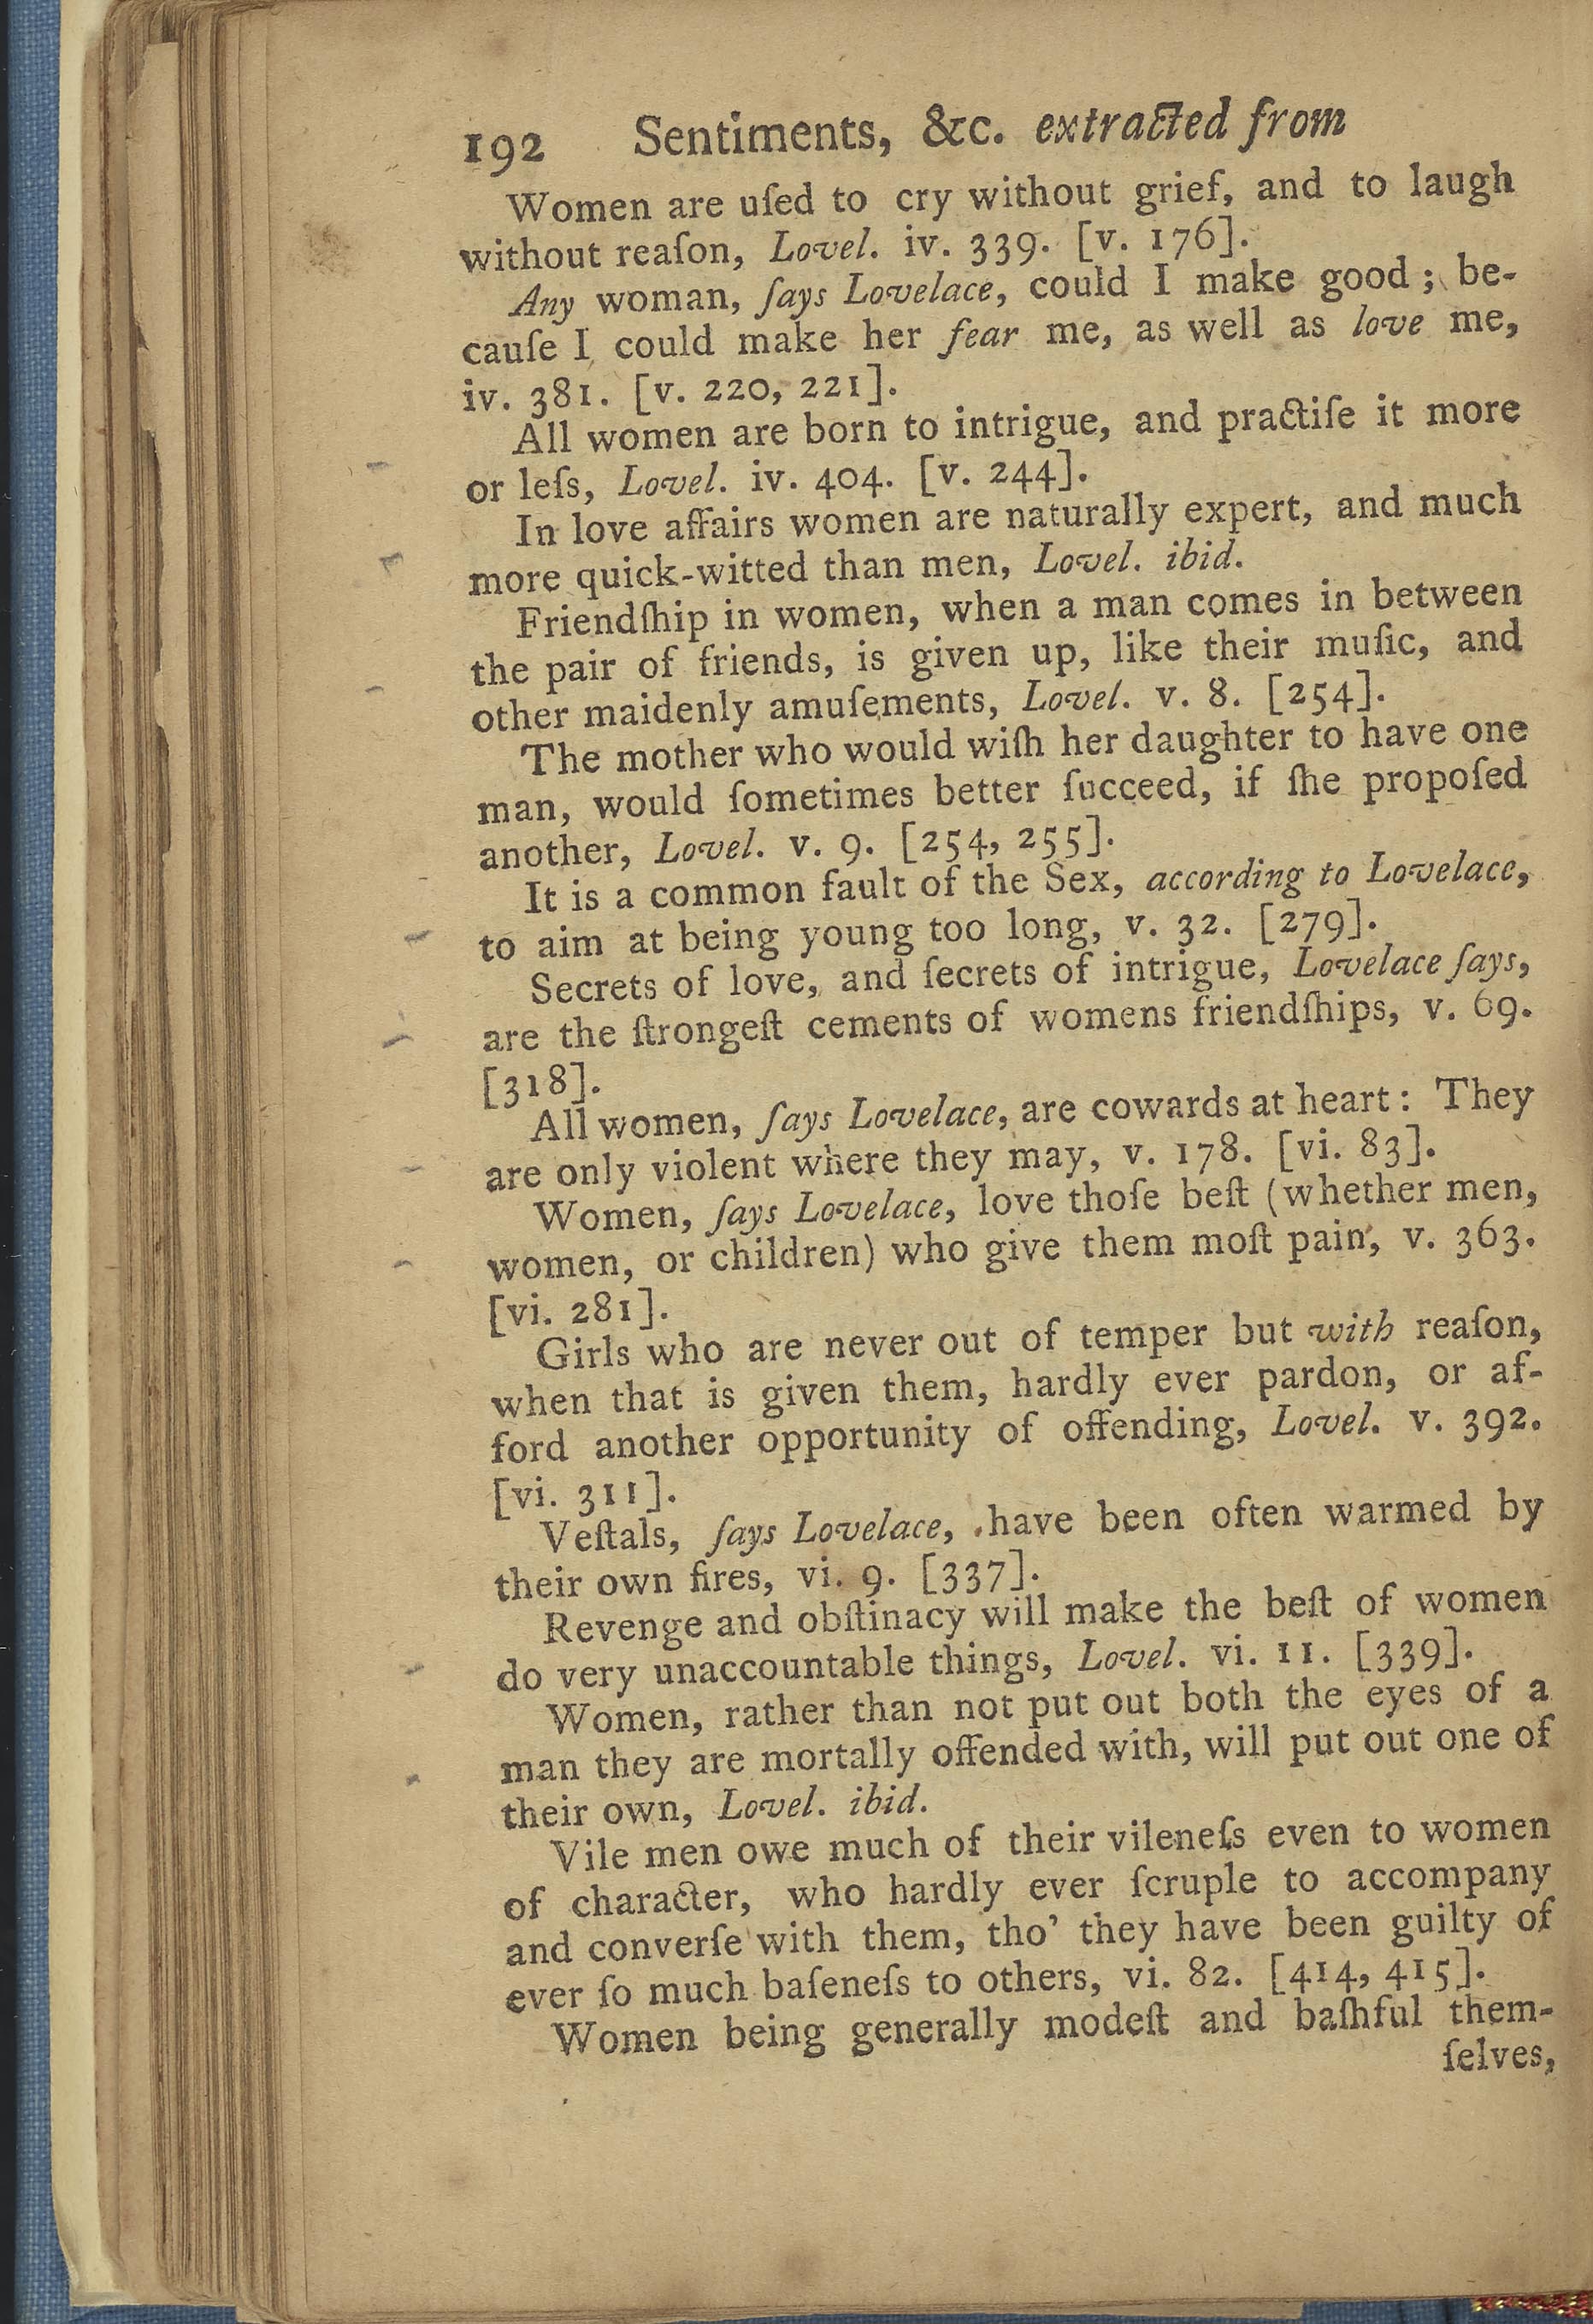 192 Sentiments, &c. extracted from
Women are uſed to cry without grief, and to laugh
without reaſon, Lovel. iv. 339. [v. 176].
Any woman, ſays Lovelace, could I make good; be-
cauſe I could make her fear me, as well as love me,
iv. 381. [v. 220, 221].
All women are born to intrigue, and practiſe it more
or leſs, Lovel. iv. 404. [v. 244].
In love affairs women are naturally expert, and much
more quick-witted than men, Lovel. ibid.
Friendſhip in women, when a man comes in between
the pair of friends, is given up, like their muſic, and
other maidenly amuſements, Lovel. v. 8. [254].
The mother who would wiſh her daughter to have one
man, would ſometimes better ſucceed, if ſhe propoſed
another, Lovel. v. 9. [254, 255].
It is a common fault of the Sex, according to Lovelace,
to aim at being young too long, v. 32. [279].
Secrets of love, and ſecrets of intrigue, Lovelace ſays,
are the ſtrongeſt cements of womens friendſhips, v. 69.
[318].
All women, ſays Lovelace, are cowards at heart: They
are only violent where they may, v. 178. [vi. 83].
Women, ſays Lovelace, love thoſe beſt (whether men,
women, or children) who give them moſt pain, v. 363.
[vi. 281].
Girls who are never out of temper but with reaſon,
when that is given them, hardly ever pardon, or af-
ford another opportunity of offending, Lovel. v. 392.
[vi. 311].
Veſtals, ſays Lovelace, have been often warmed by
their own fires, vi. 9. [337].
Revenge and obſtinacy will make the beſt of women
do very unaccountable things, Lovel. vi. 11. [339].
Women, rather than not put out both the eyes of a
man they are mortally offended with, will put out one of
their own, Lovel. ibid.
Vile men owe much of their vileneſs even to women
of character, who hardly ever ſcruple to accompany
and converſe with them, tho' they have been guilty of
ever ſo much baſeneſs to others, vi. 82. [414, 415].
Women being generally modeſt and baſhful them-
ſelves,